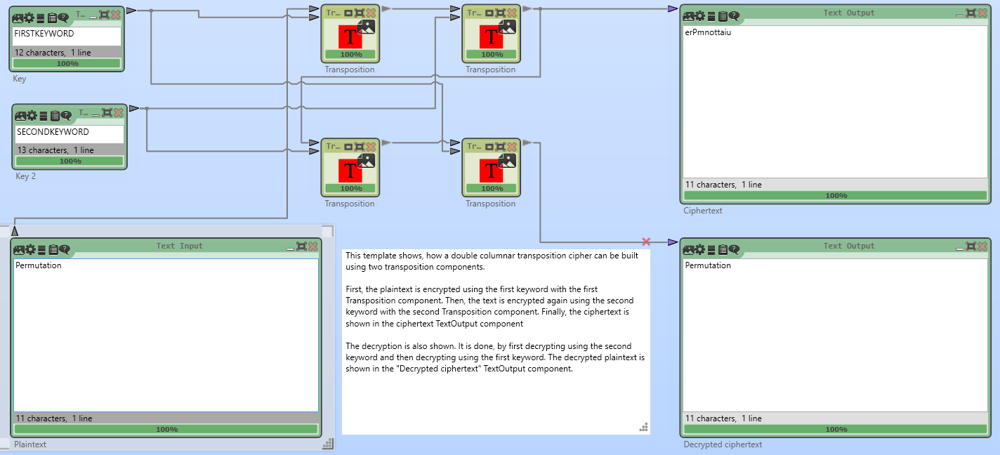 T...
FIRSTKEYWORD
12 characters,  1 line
100%
Key
T...
SECONDKEYWORD
13 characters,  1 line
100%
Key 2
Tr...
T
100%
Transposition
Tr...
T
100%
Transposition
Tr...
T
100%
Transposition
Tr...
T
100%
Transposition
Text Output
erPmnottaiu
11 characters,  1 line
100%
Ciphertext
Text Input
Permutation
11 characters,  1 line
100%
Plaintext
This template shows, how a double columnar transposition cipher can be built
using two transposition components.
First, the plaintext is encrypted using the first keyword with the first
Transposition component. Then, the text is encrypted again using the second
keyword with the second Transposition component. Finally, the ciphertext is
shown in the ciphertext TextOutput component
The decryption is also shown. It is done, by first decrypting using the second
keyword and then decrypting using the first keyword. The decrypted plaintext is
shown in the "Decrypted ciphertext" TextOutput component.
Text Output
Permutation
11 characters,  1 line
100%
Decrypted ciphertext